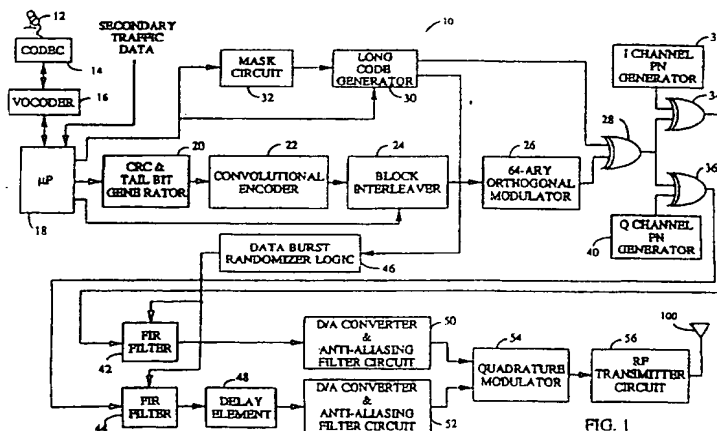 12
SECONDARY
TRAFFIC
DATA
10
CODEC
14
VOCODER
16
µP
18
MASK
CIRCUIT
32
LONG
CODE
GENERATOR
30
I CHANNEL
PN
GENERATOR
20
CRC &
TAIL BIT
GENERATOR
22
CONVOLUTIONAL
ENCODER
24
BLOCK
INTERLEAVER
26
64-ARY
ORTHOGONAL
MODULATOR
28
34
36
Q CHANNEL
PN
GENERATOR
40
DATA BURST
RANDOMIZER LOGIC
46
FIR
FILTER
42
FIR
FILTER
44
48
DELAY
ELEMENT
50
D/A CONVERTER
&
ANTI-ALIASING
FILTER CIRCUIT
D/A CONVERTER
&
ANTI-ALIASING
FILTER CIRCUIT
52
54
QUADRATURE
MODULATOR
56
RF
TRANSMITTER
CIRCUIT
100
FIG. 1